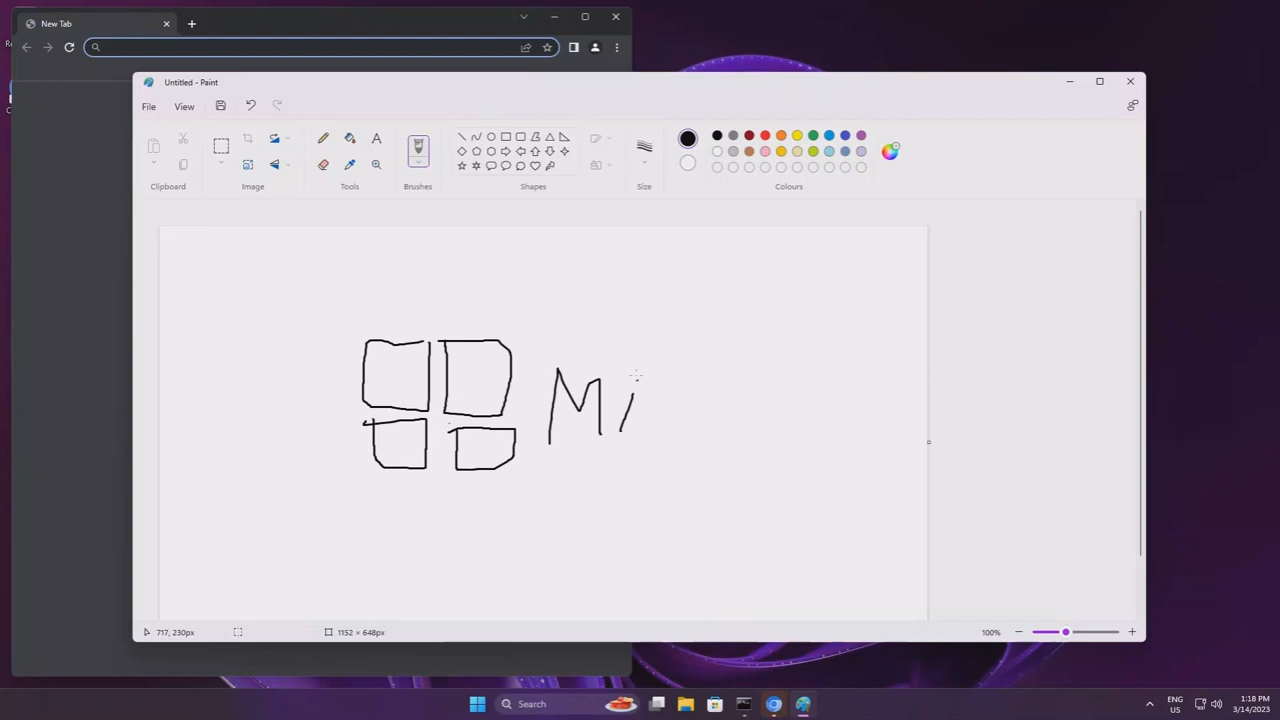 New Tab
Untitled - Paint
File View
Clipboard Image Tools Brushes Shapes Size Colours
Mi
717, 230px 1152 × 648px 100%
Search
ENG
US
1:18 PM
3/14/2023